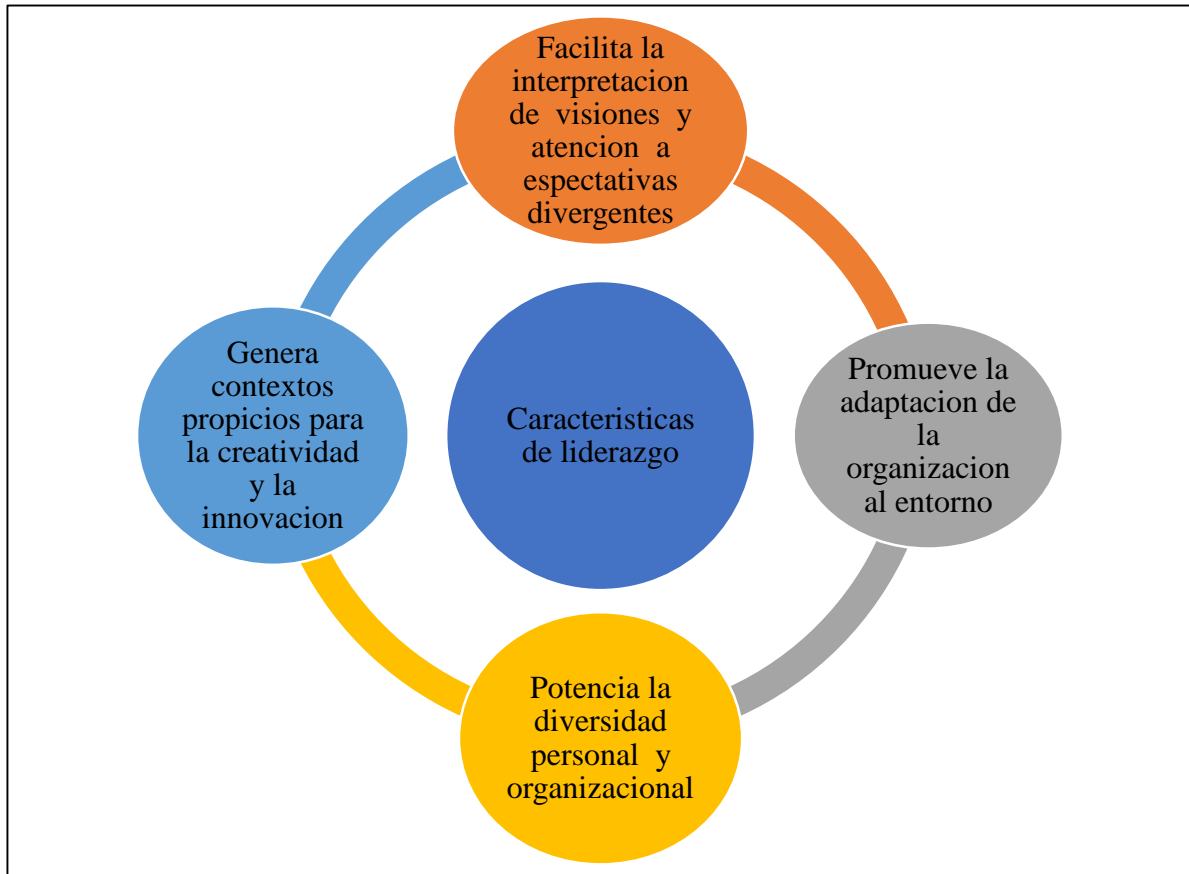 Facilita la
interpretacion
de visiones y
atencion a
espectativas
divergentes
Genera
contextos
propicios para
la creatividad
y la
innovacion
Caracteristicas
de liderazgo
Promueve la
adaptacion de
la
organizacion
al entorno
Potencia la
diversidad
personal y
organizacional